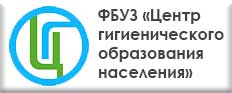 ФБУЗ «Центр
гигиенического
образования
населения»